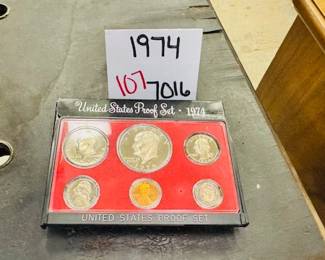 1974
107
7016
United States Proof Set · 1974
UNITED STATES PROOF SET